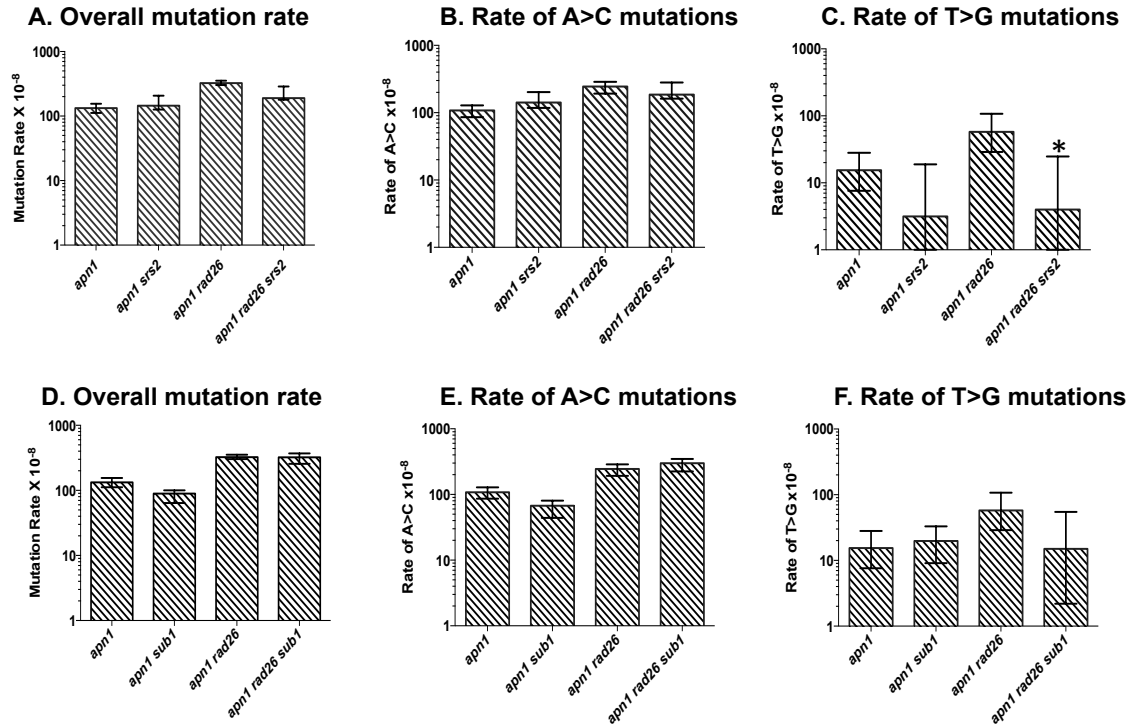 A. Overall mutation rate
Mutation Rate X 10-8
1000
100
10
1
apn1
apn1 srs2
apn1 rad26
apn1 rad26 srs2
B. Rate of A>C mutations
Rate of A>C x10-8
1000
100
10
1
apn1
apn1 srs2
apn1 rad26
apn1 rad26 srs2
C. Rate of T>G mutations
Rate of T>G x10-8
1000
100
10
1
*
apn1
apn1 srs2
apn1 rad26
apn1 rad26 srs2
D. Overall mutation rate
Mutation Rate X 10-8
1000
100
10
1
apn1
apn1 sub1
apn1 rad26
apn1 rad26 sub1
E. Rate of A>C mutations
Rate of A>C x10-8
1000
100
10
1
apn1
apn1 sub1
apn1 rad26
apn1 rad26 sub1
F. Rate of T>G mutations
Rate of T>G x10-8
1000
100
10
1
apn1
apn1 sub1
apn1 rad26
apn1 rad26 sub1